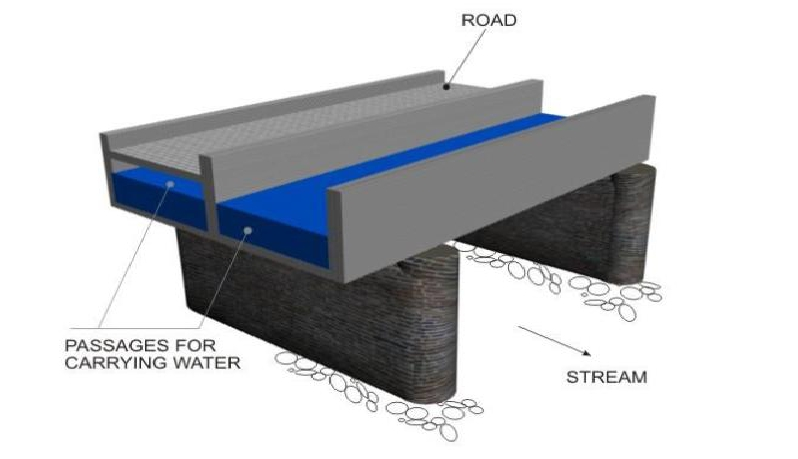 ROAD
PASSAGES FOR
CARRYING WATER
STREAM